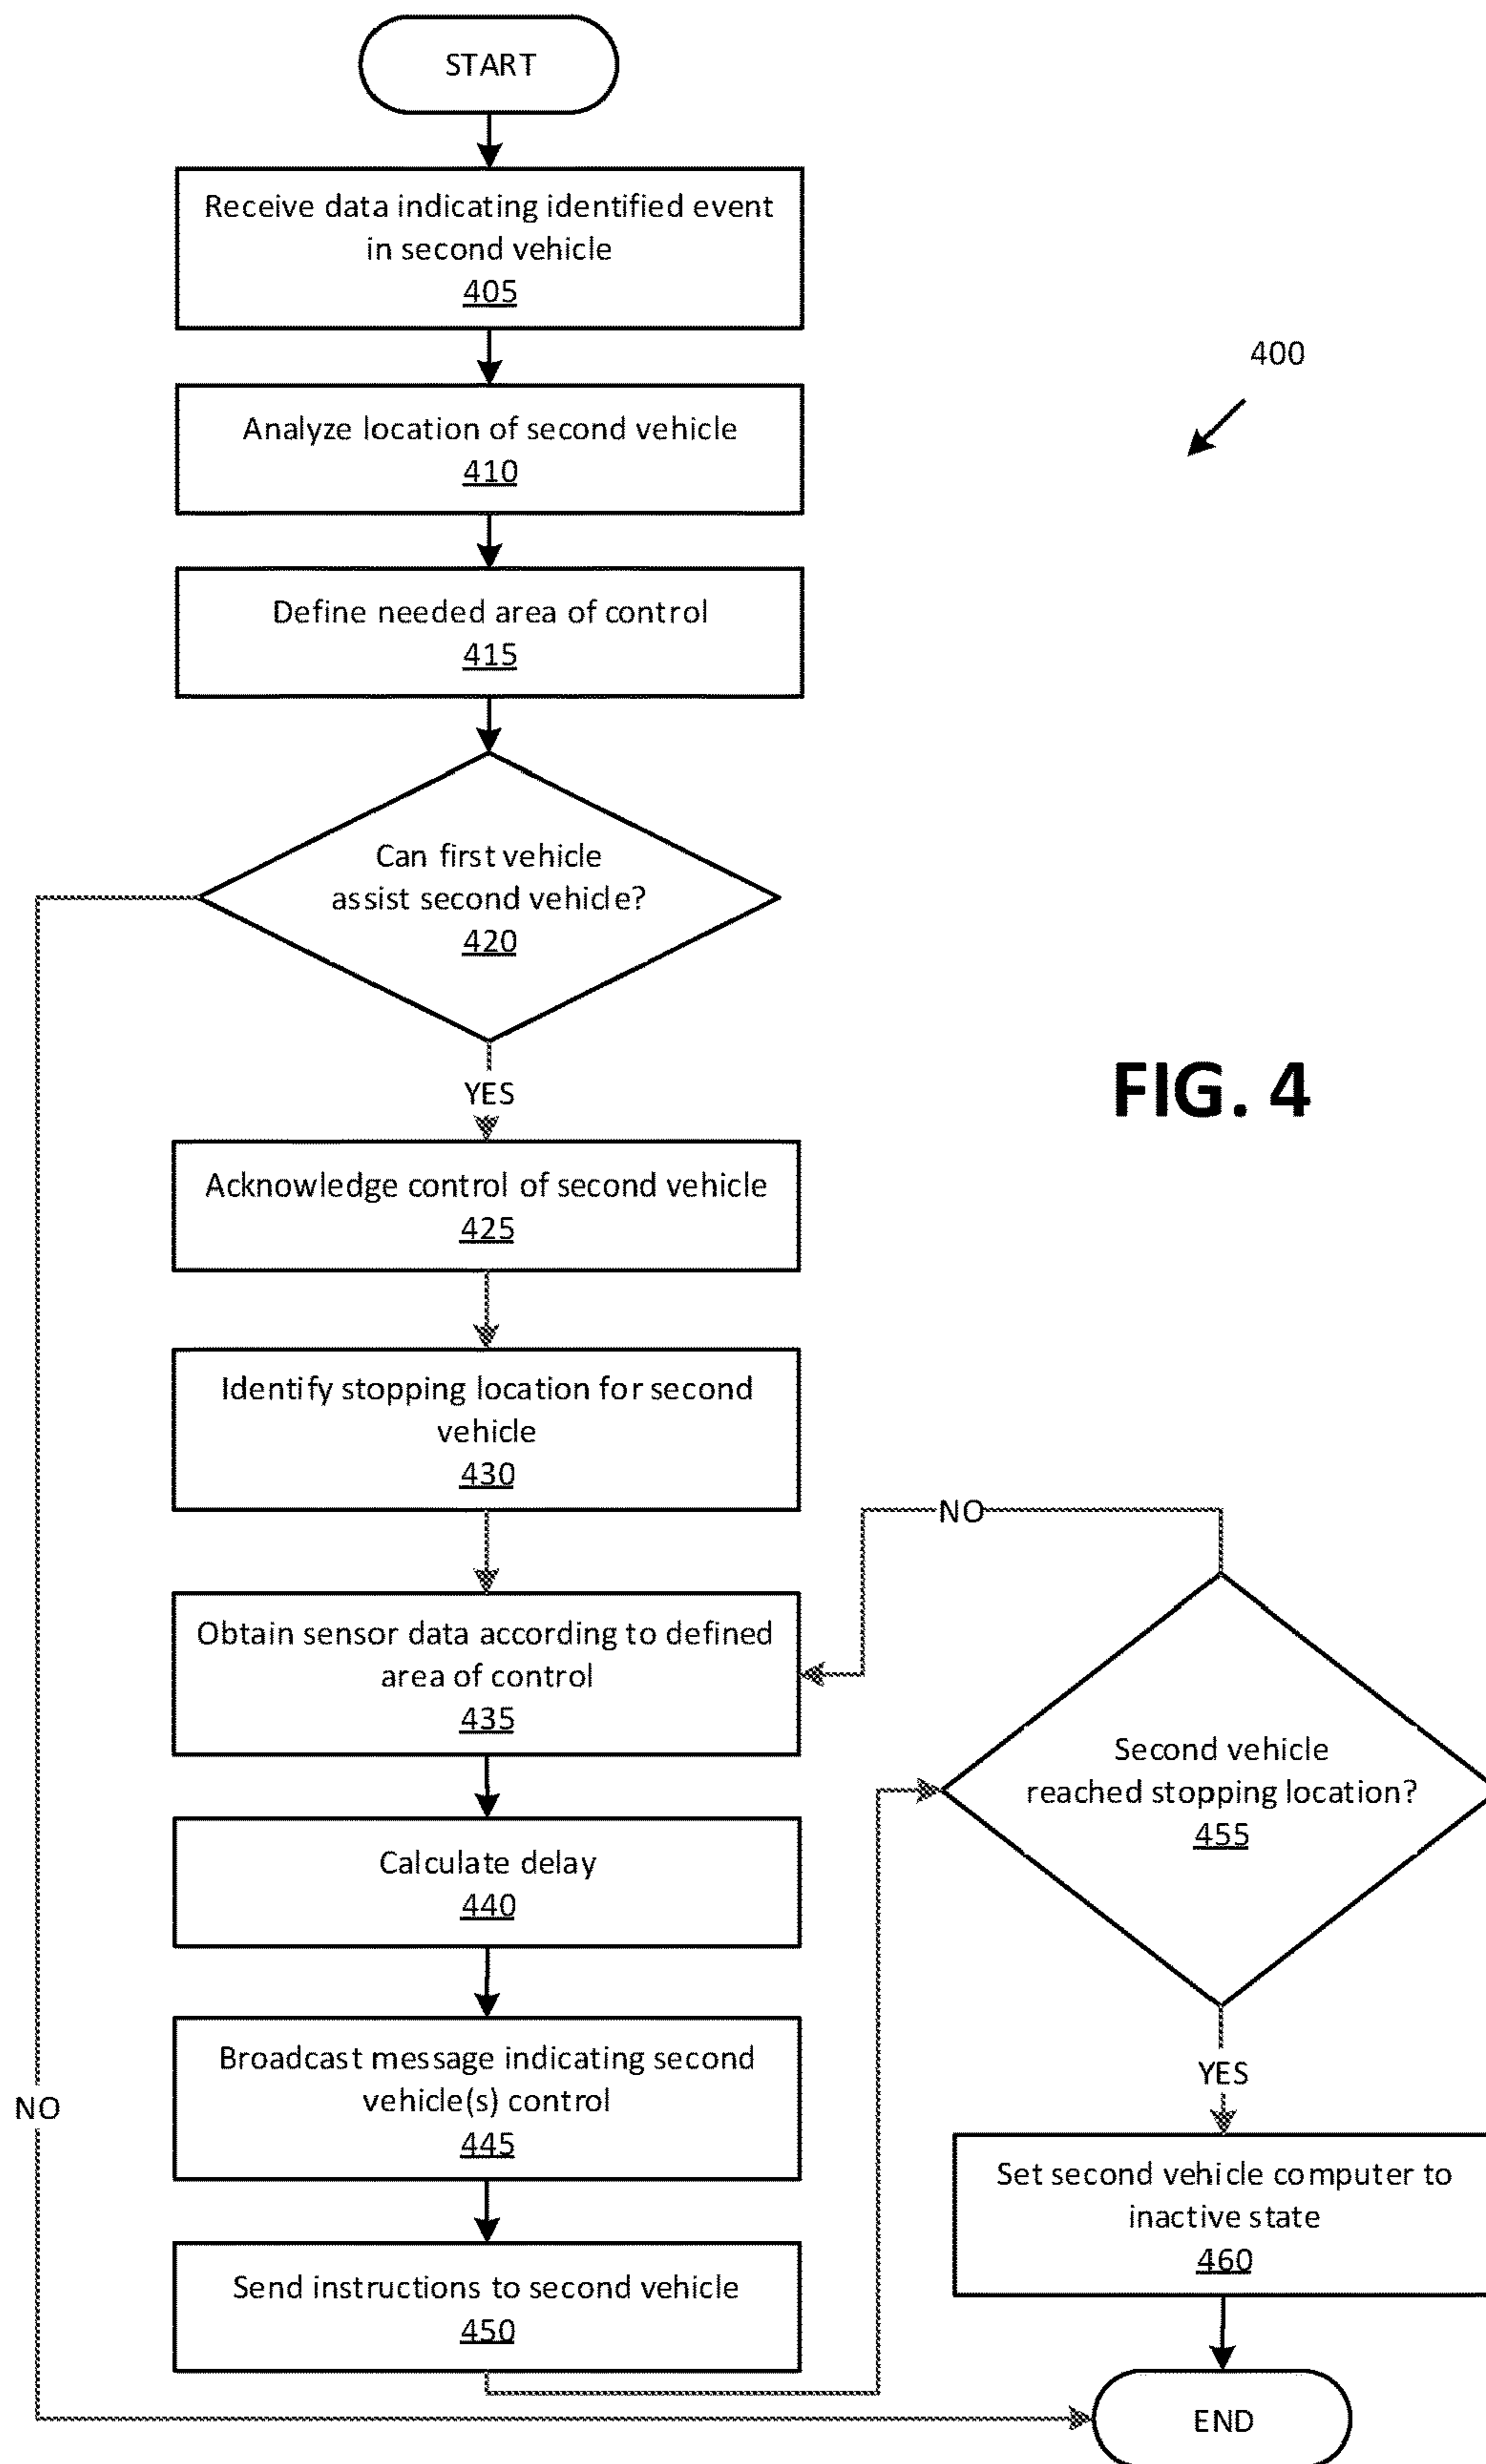 START
Receive data indicating identified event
in second vehicle
405
400
Analyze location of second vehicle
410
Define needed area of control
415
Can first vehicle
assist second vehicle?
420
FIG. 4
YES
Acknowledge control of second vehicle
425
Identify stopping location for second
vehicle
430
NO
Obtain sensor data according to defined
area of control
435
Second vehicle
reached stopping location?
455
Calculate delay
440
Broadcast message indicating second
vehicle(s) control
445
YES
NO
Set second vehicle computer to
inactive state
460
Send instructions to second vehicle
450
END